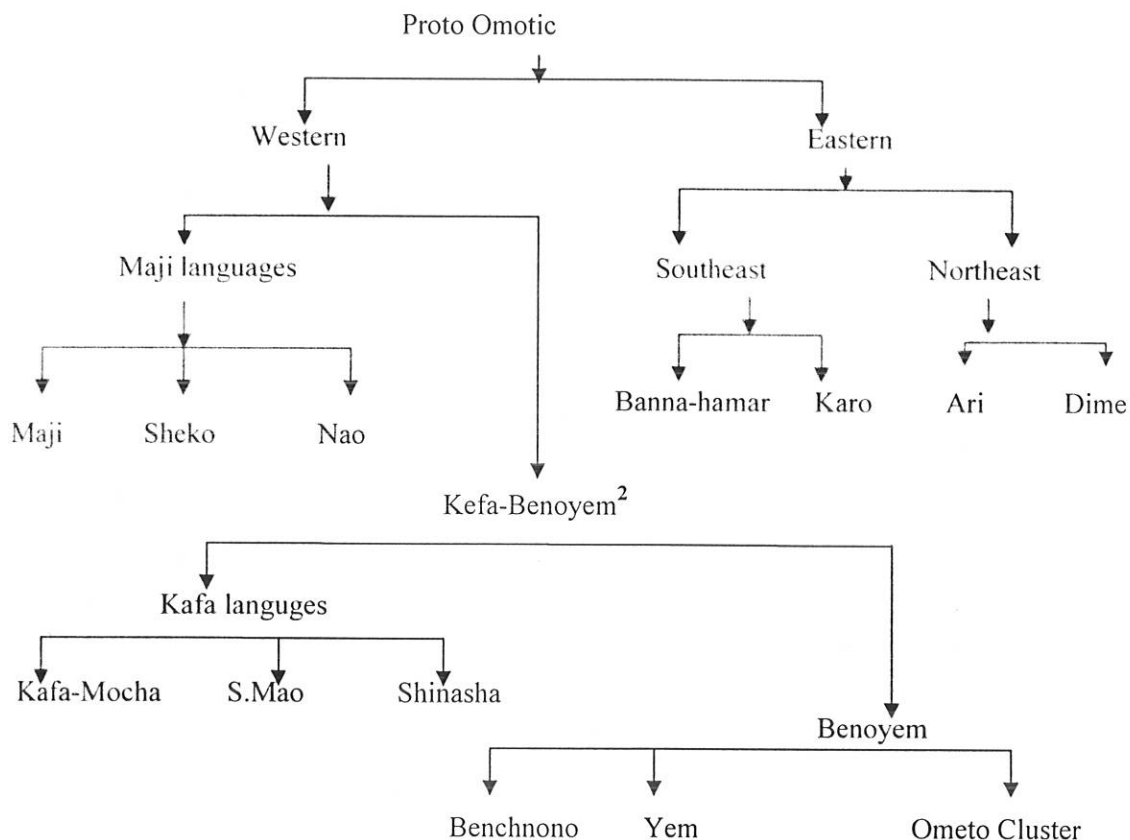 Proto Omotic
Western Eastern
Maji languages Southeast Northeast
Banna-hamar Karo Ari Dime
Maji Sheko Nao
Kefa-Benoyem²
Kafa languges
Kafa-Mocha S.Mao Shinasha
Benoyem
Benchnono Yem Ometo Cluster